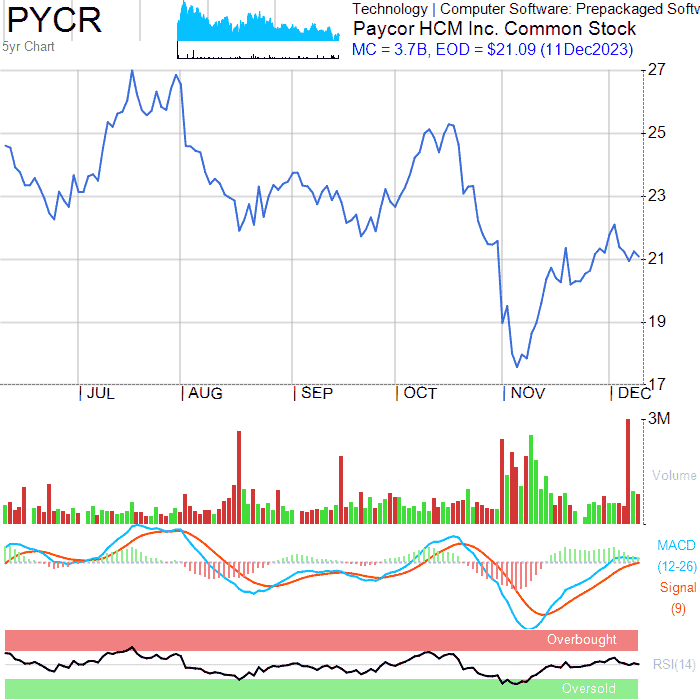 PYCR
5yr Chart
Technology | Computer Software: Prepackaged Softw
Paycor HCM Inc. Common Stock
MC = 3.7B, EOD = $21.09 (11Dec2023)
27
25
23
21
19
17
JUL AUG SEP OCT NOV DEC
3M
Volume
MACD
(12-26)
Signal
(9)
Overbought
RSI(14)
Oversold